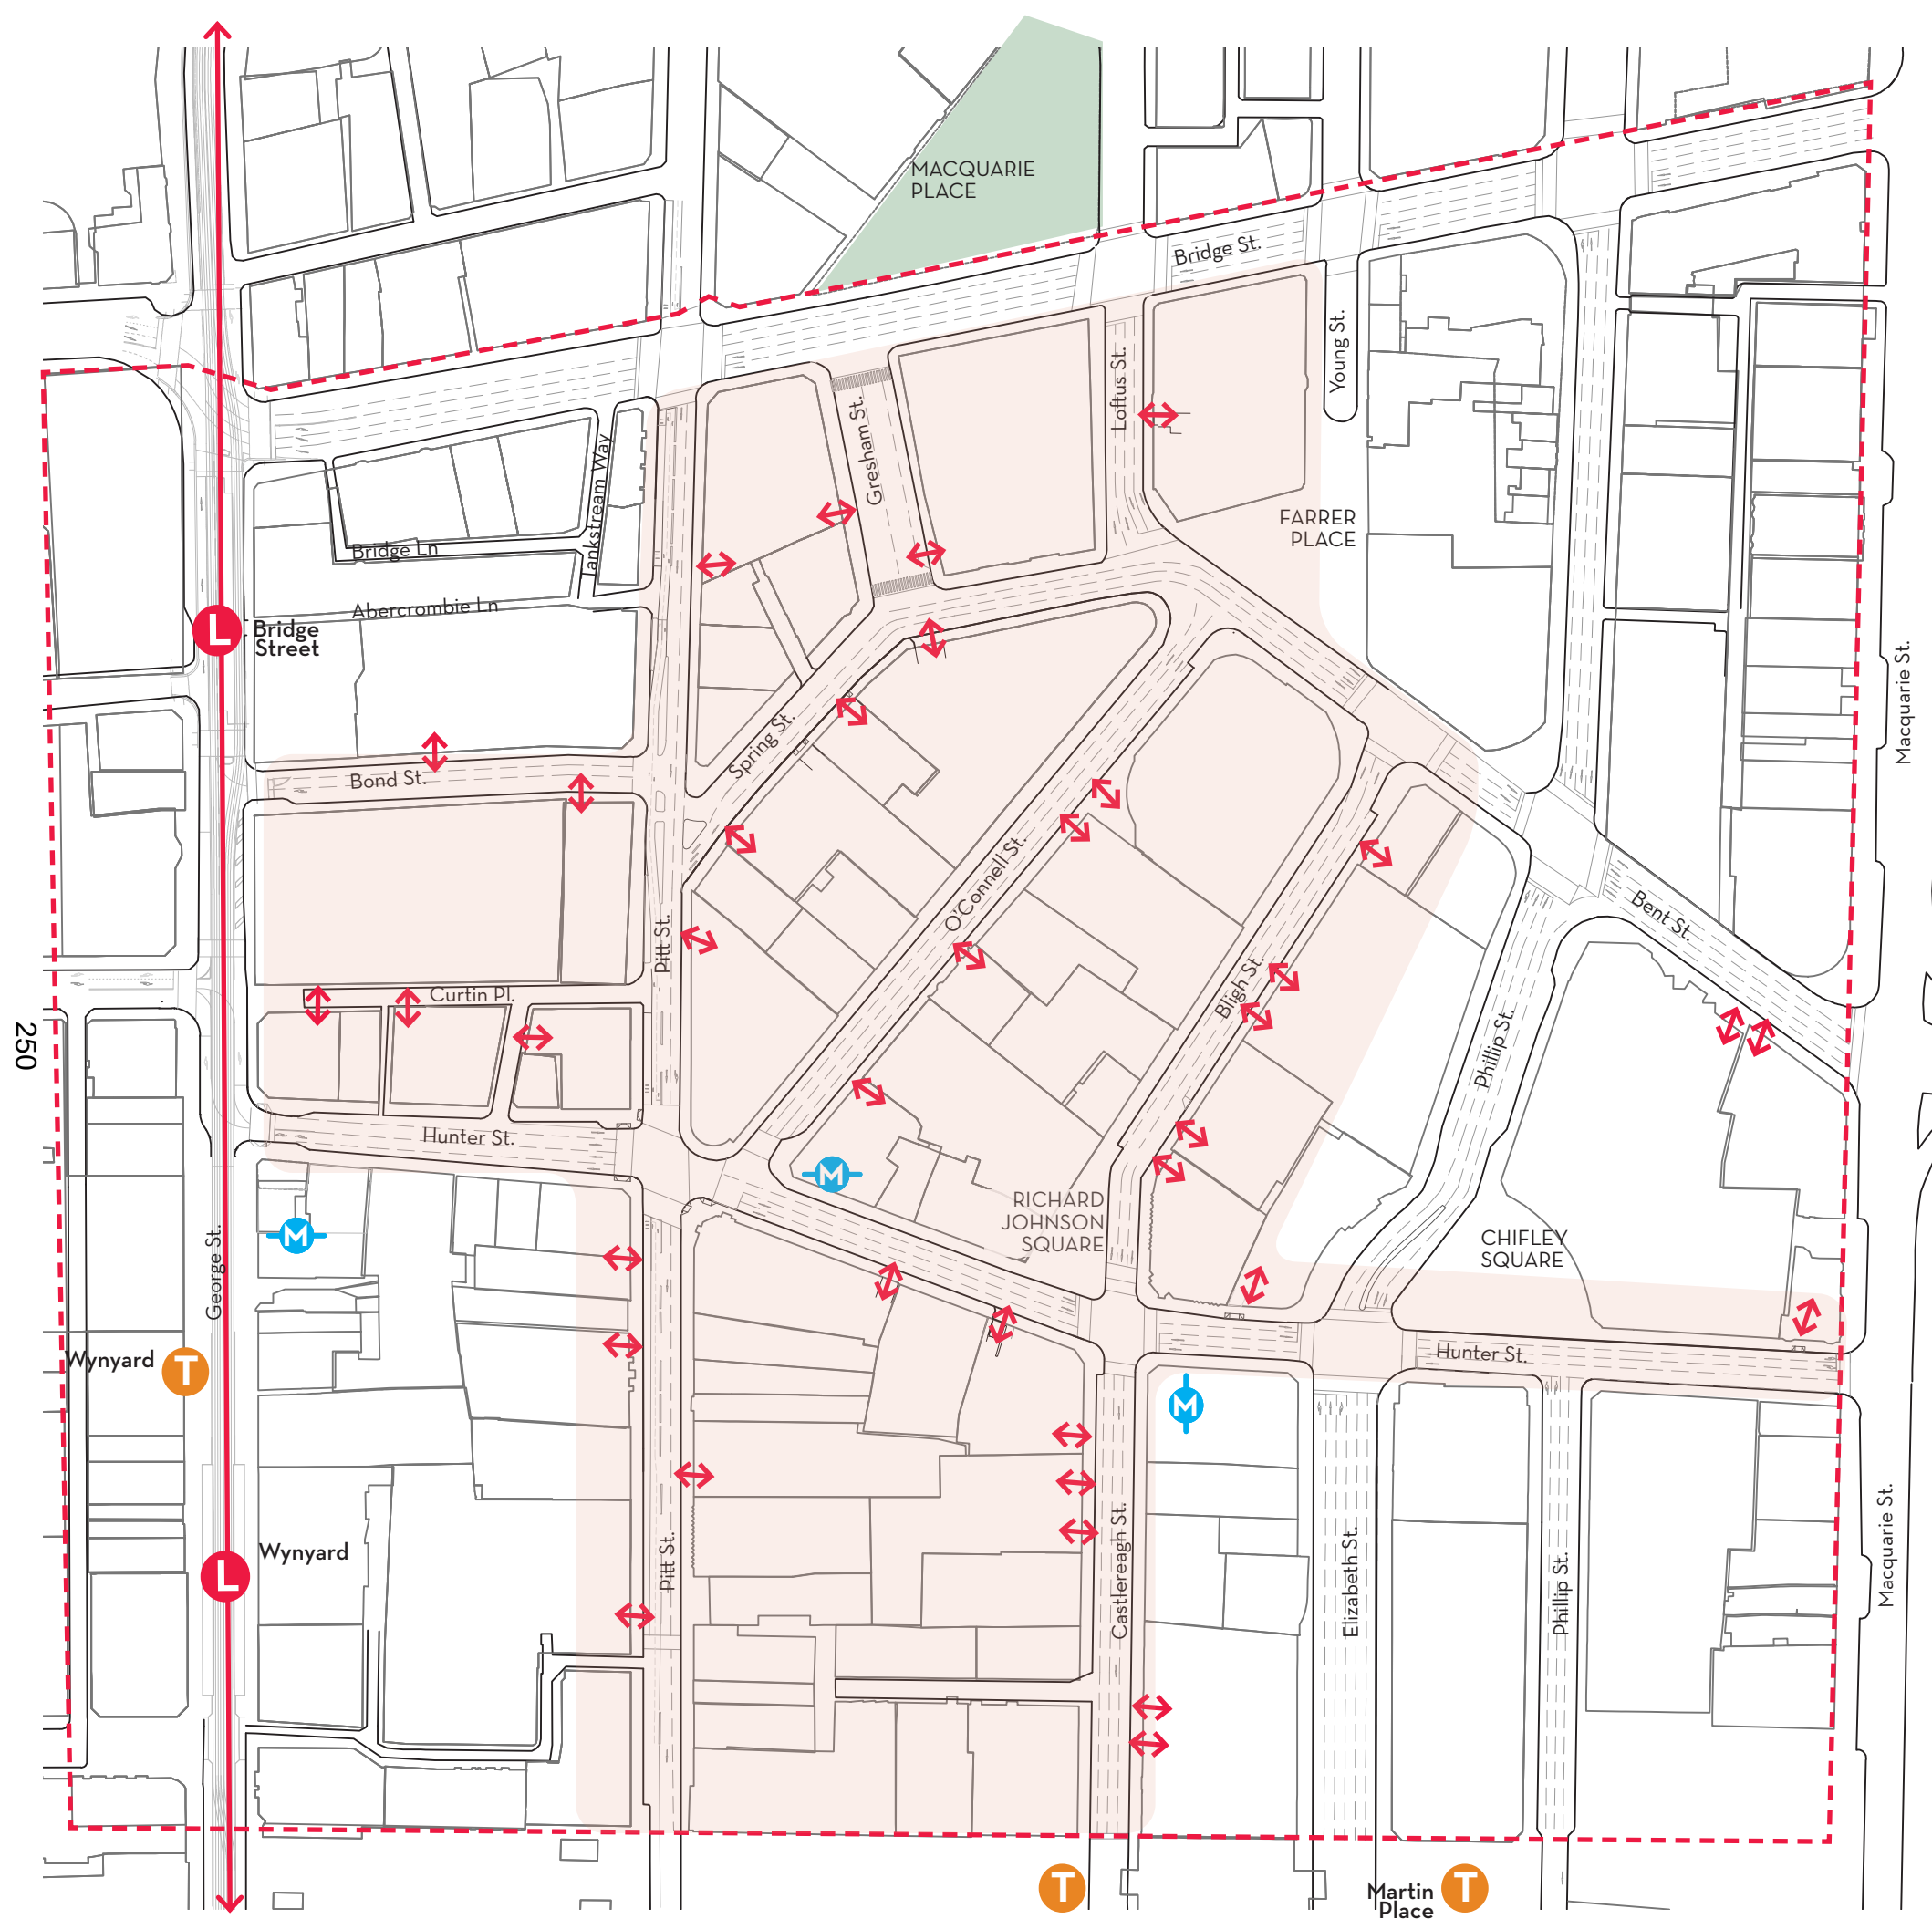 MACQUARIE
PLACE
Bridge St.
Young St.
Loftus St.
Gresham St.
Tankstream Way
FARRER
PLACE
Bridge Ln
Abercrombie Ln
L
Bridge
Street
Macquarie St.
Spring St.
Bond St.
O'Connell St.
Bent St.
Pitt St.
Bligh St.
Curtin Pl.
Phillip St.
250
Hunter St.
M
RICHARD
JOHNSON
SQUARE
CHIFLEY
SQUARE
M
George St.
Hunter St.
Wynyard
T
M
Wynyard
L
Pitt St.
Castlereagh St.
Elizabeth St.
Phillip St.
Macquarie St.
T
Martin
Place
T